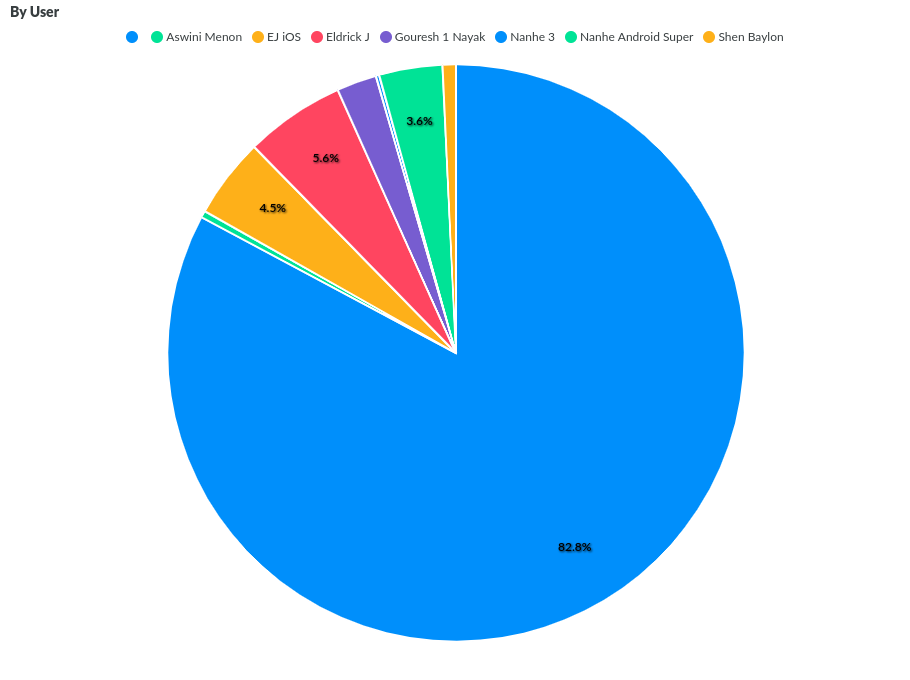 By User
Aswini Menon EJ iOS Eldrick J Gouresh 1 Nayak Nanhe 3 Nanhe Android Super Shen Baylon
3.6%
5.6%
4.5%
82.8%